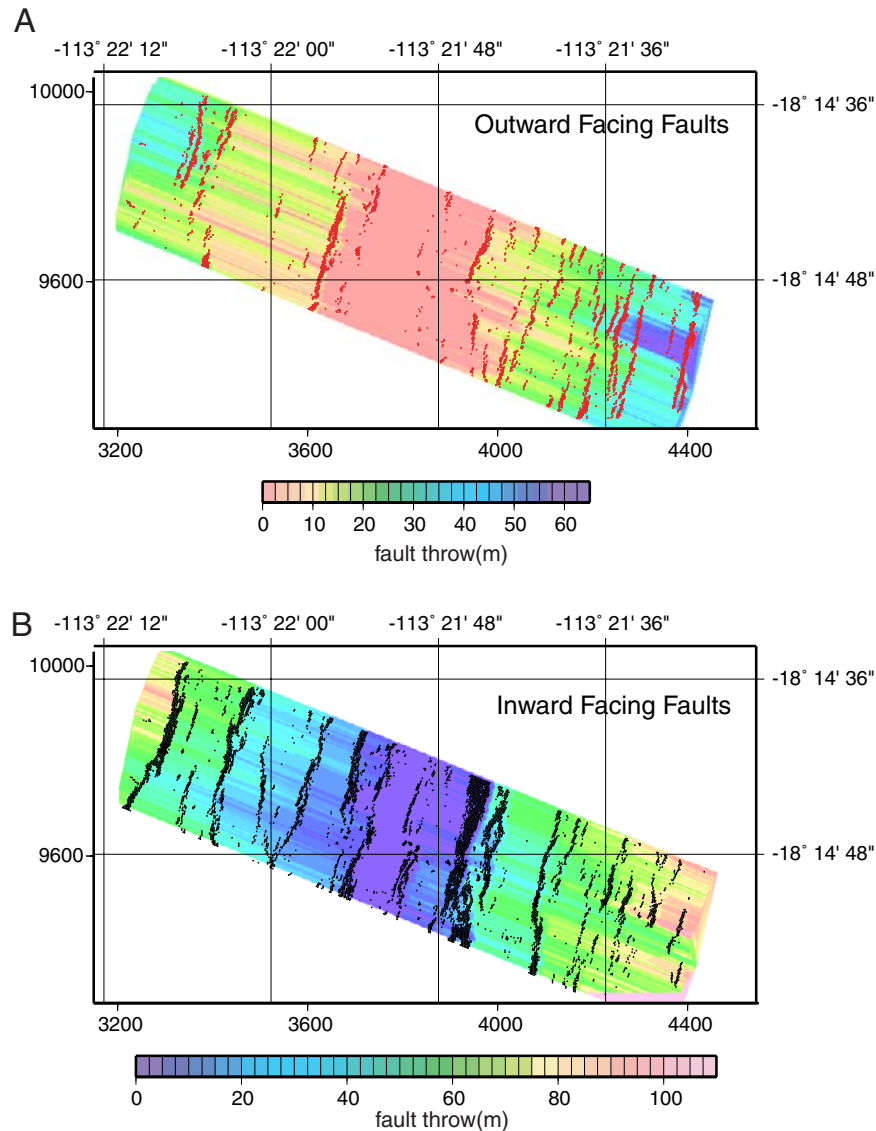 A
-113° 22' 12" -113° 22' 00" -113° 21' 48" -113° 21' 36"
10000
-18° 14' 36"
Outward Facing Faults
9600
-18° 14' 48"
3200 3600 4000 4400
0 10 20 30 40 50 60
fault throw(m)
B
-113° 22' 12" -113° 22' 00" -113° 21' 48" -113° 21' 36"
10000
-18° 14' 36"
Inward Facing Faults
9600
-18° 14' 48"
3200 3600 4000 4400
0 20 40 60 80 100
fault throw(m)